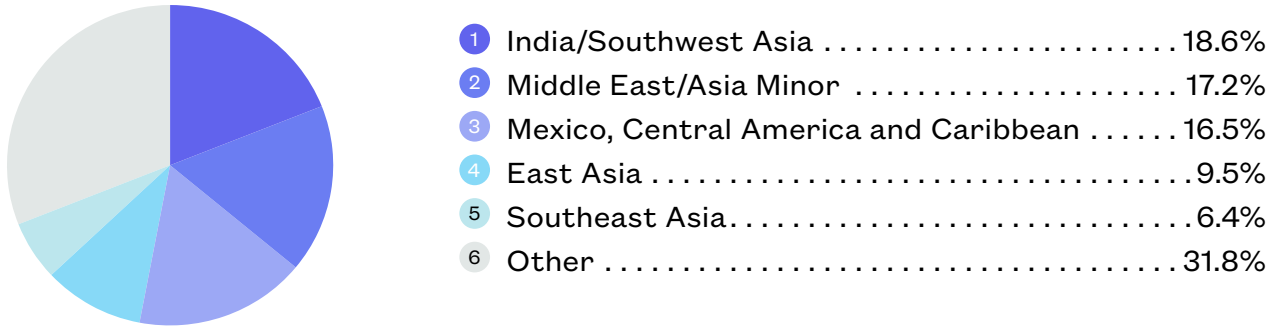 1 India/Southwest Asia ........................ 18.6%
2 Middle East/Asia Minor ...................... 17.2%
3 Mexico, Central America and Caribbean ...... 16.5%
4 East Asia ................................... 9.5%
5 Southeast Asia.............................. 6.4%
6 Other ...................................... 31.8%